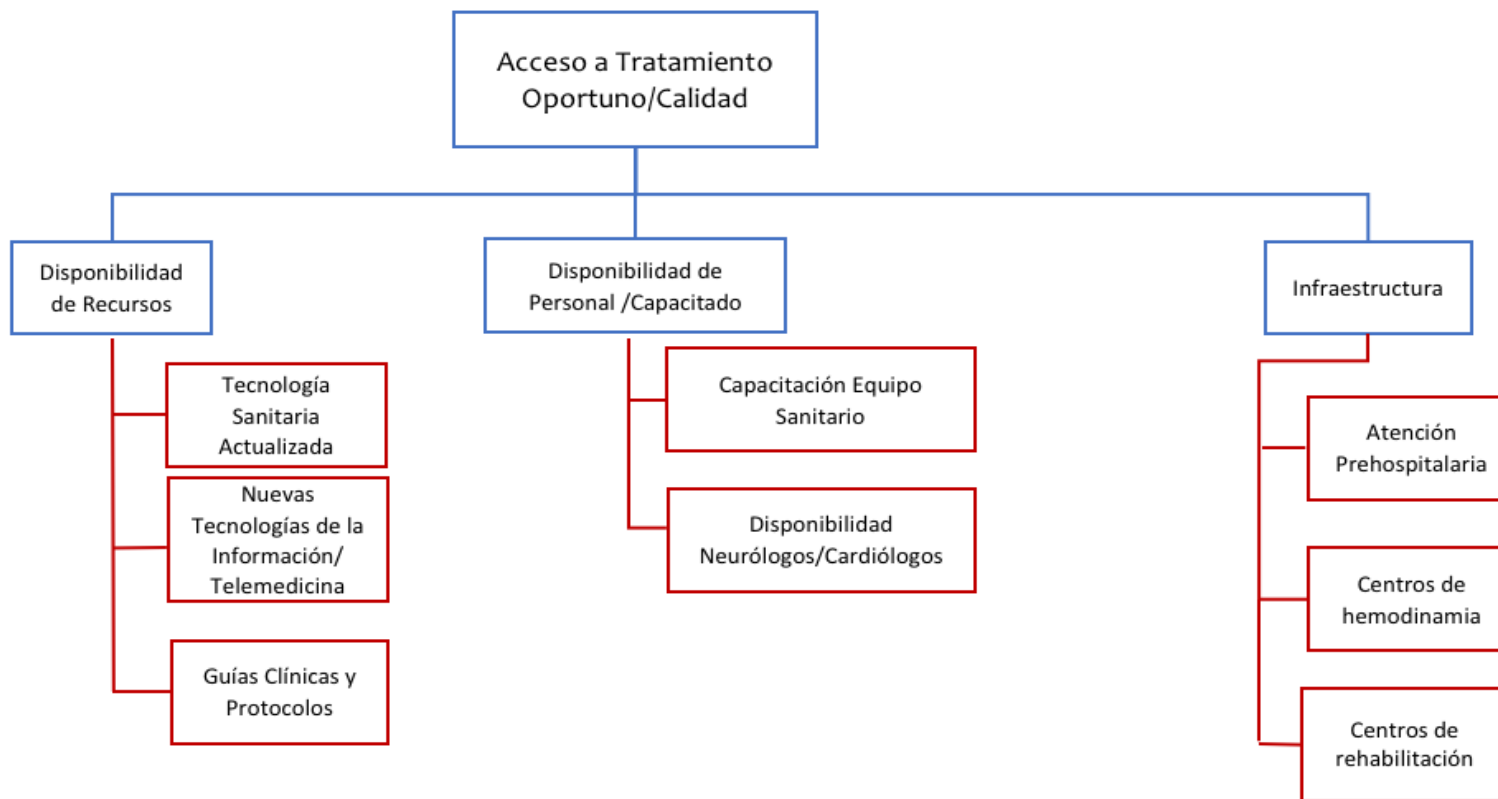 Acceso a Tratamiento
Oportuno/Calidad
Disponibilidad
de Recursos
Tecnología
Sanitaria
Actualizada
Nuevas
Tecnologías de la
Información/
Telemedicina
Guías Clínicas y
Protocolos
Disponibilidad de
Personal /Capacitado
Capacitación Equipo
Sanitario
Disponibilidad
Neurólogos/Cardiólogos
Infraestructura
Atención
Prehospitalaria
Centros de
hemodinamia
Centros de
rehabilitación